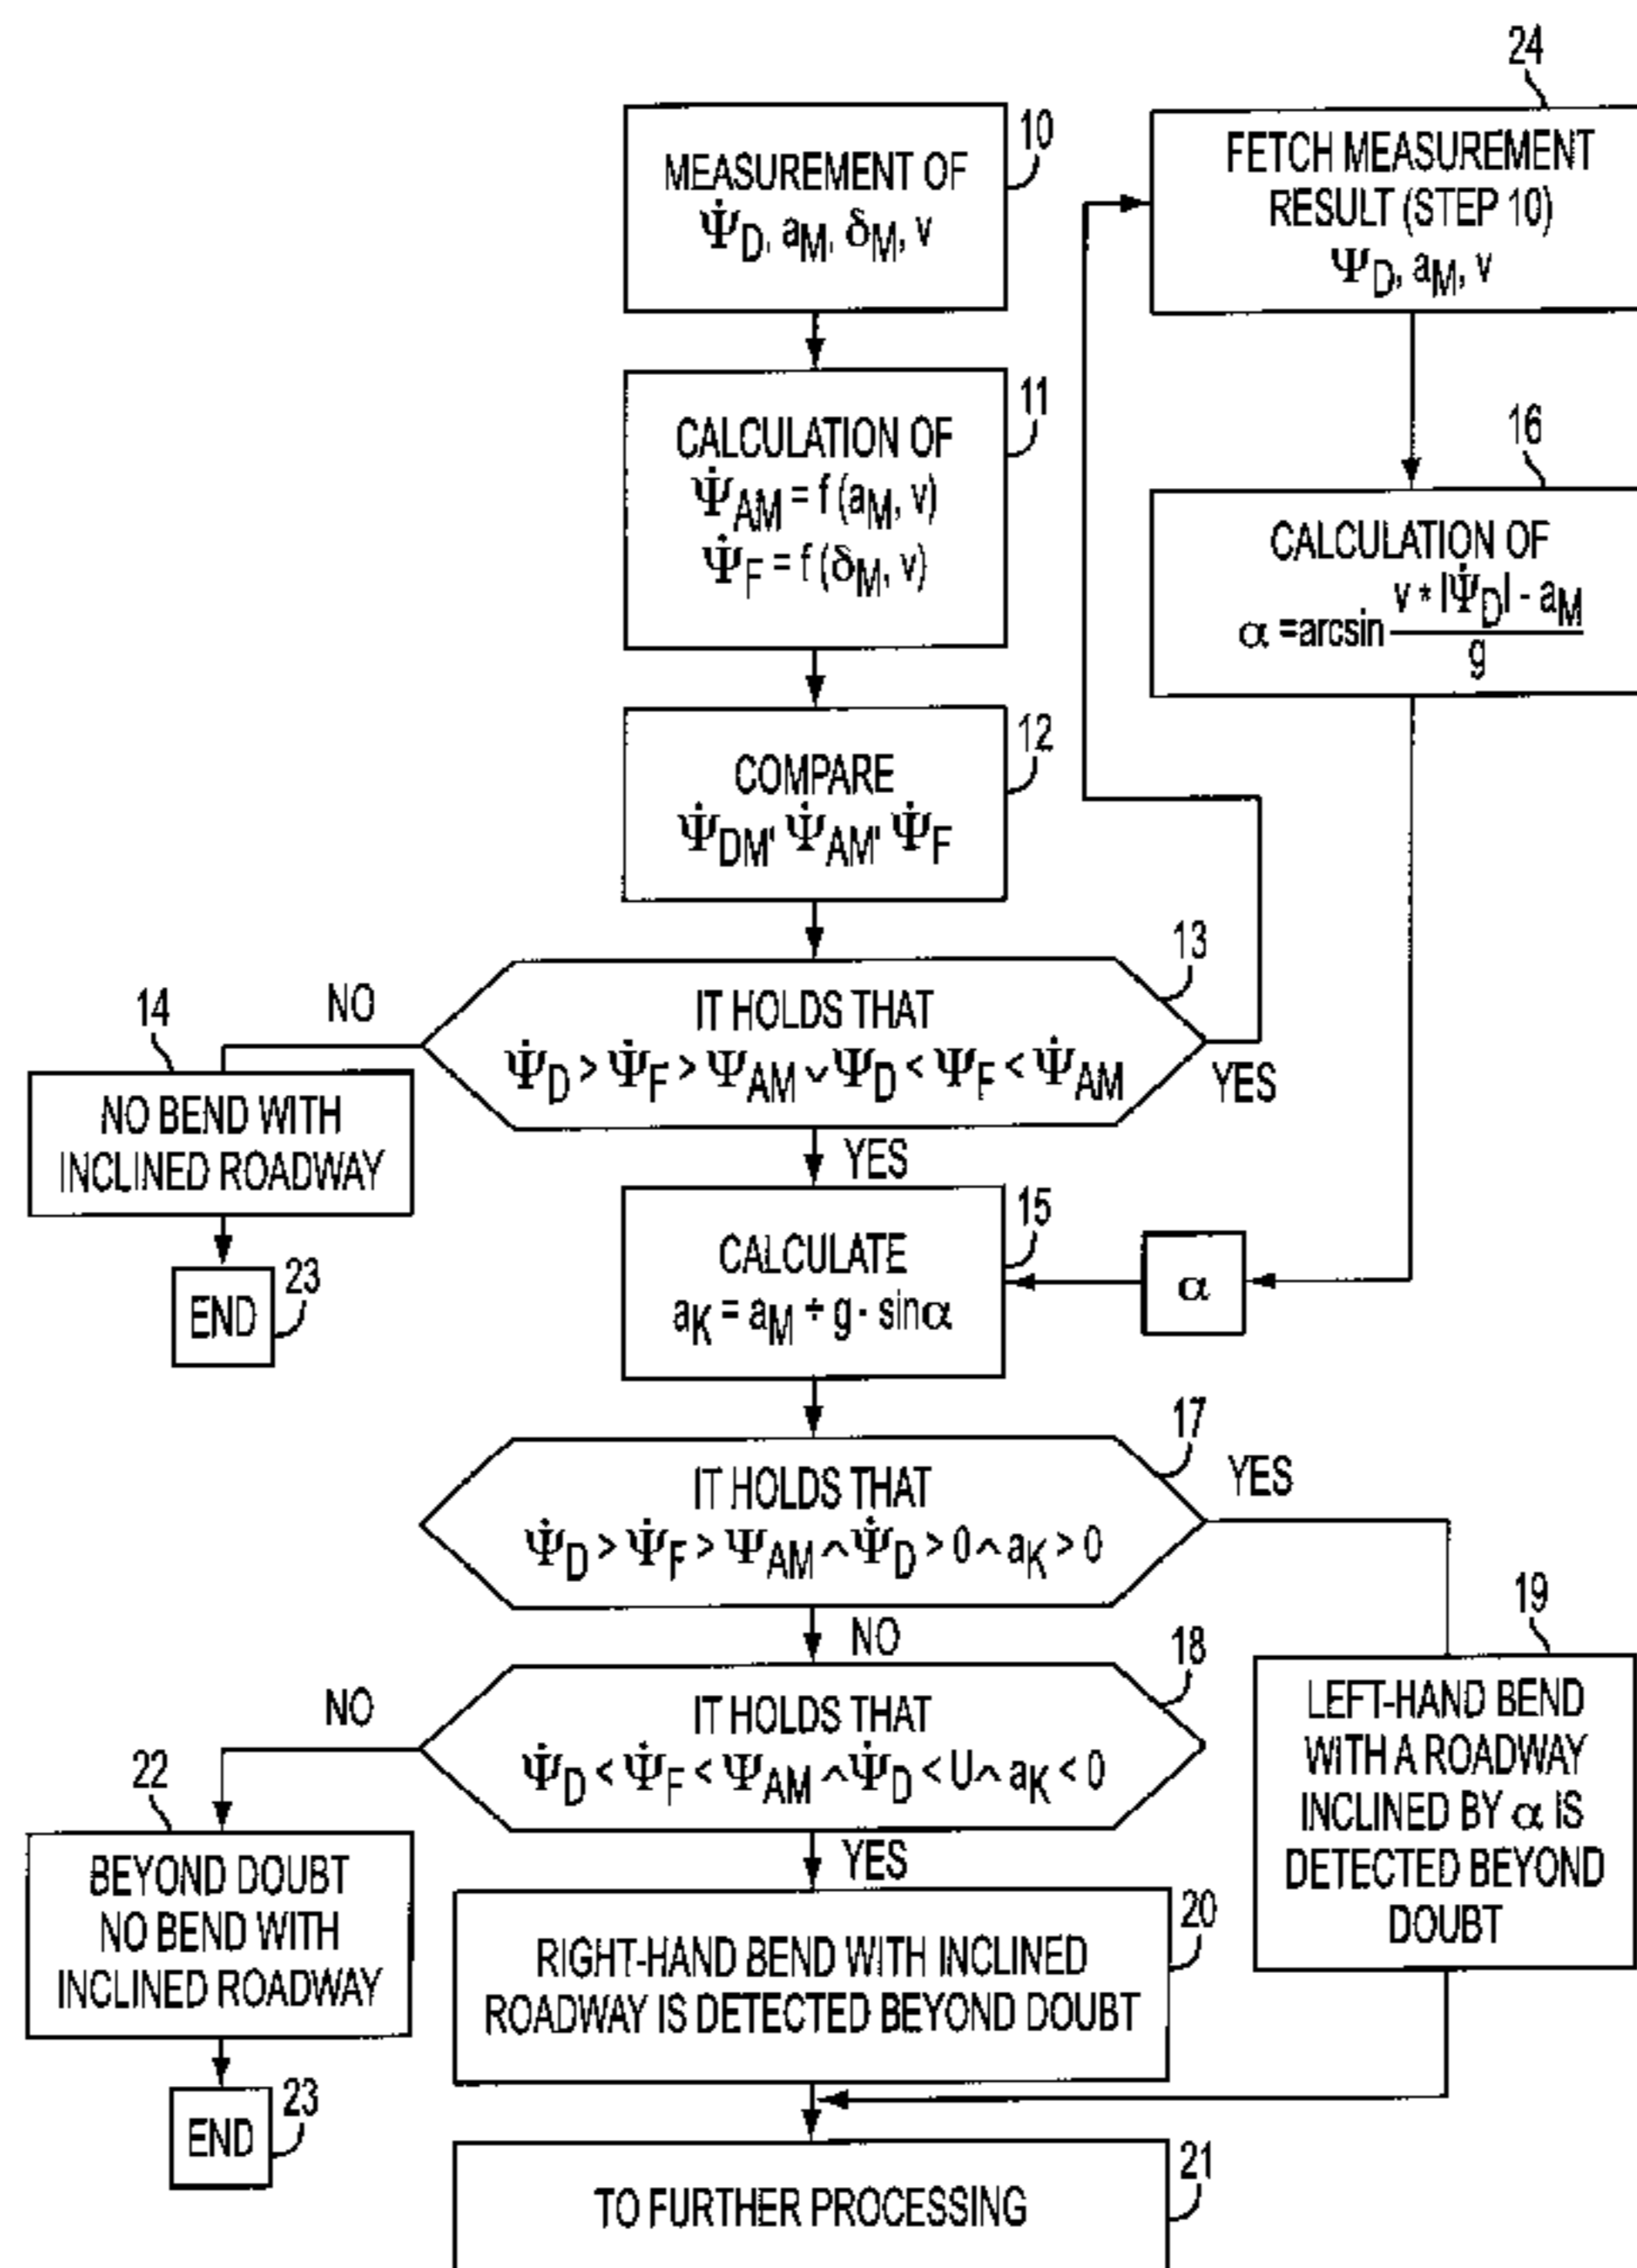 10
MEASUREMENT OF
Ψ̇D, aM, δM, v
24
FETCH MEASUREMENT
RESULT (STEP 10)
ΨD, aM, v
11
CALCULATION OF
Ψ̇AM = f (aM, v)
Ψ̇F = f (δM, v)
16
CALCULATION OF
α =arcsin v * |Ψ̇D| - aM
g
12
COMPARE
Ψ̇DM' Ψ̇AM' Ψ̇F
13
IT HOLDS THAT
Ψ̇D > Ψ̇F > ΨAM ⌄ ΨD < ΨF < Ψ̇AM
NO
YES
YES
14
NO BEND WITH
INCLINED ROADWAY
23
END
15
CALCULATE
aK = aM + g · sinα
α
17
IT HOLDS THAT
Ψ̇D > Ψ̇F > ΨAM ^ Ψ̇D > 0 ^ aK > 0
YES
NO
18
IT HOLDS THAT
Ψ̇D < Ψ̇F < ΨAM ^ Ψ̇D < U ^ aK < 0
NO
YES
19
LEFT-HAND BEND
WITH A ROADWAY
INCLINED BY α IS
DETECTED BEYOND
DOUBT
22
BEYOND DOUBT
NO BEND WITH
INCLINED ROADWAY
23
END
20
RIGHT-HAND BEND WITH INCLINED
ROADWAY IS DETECTED BEYOND DOUBT
21
TO FURTHER PROCESSING